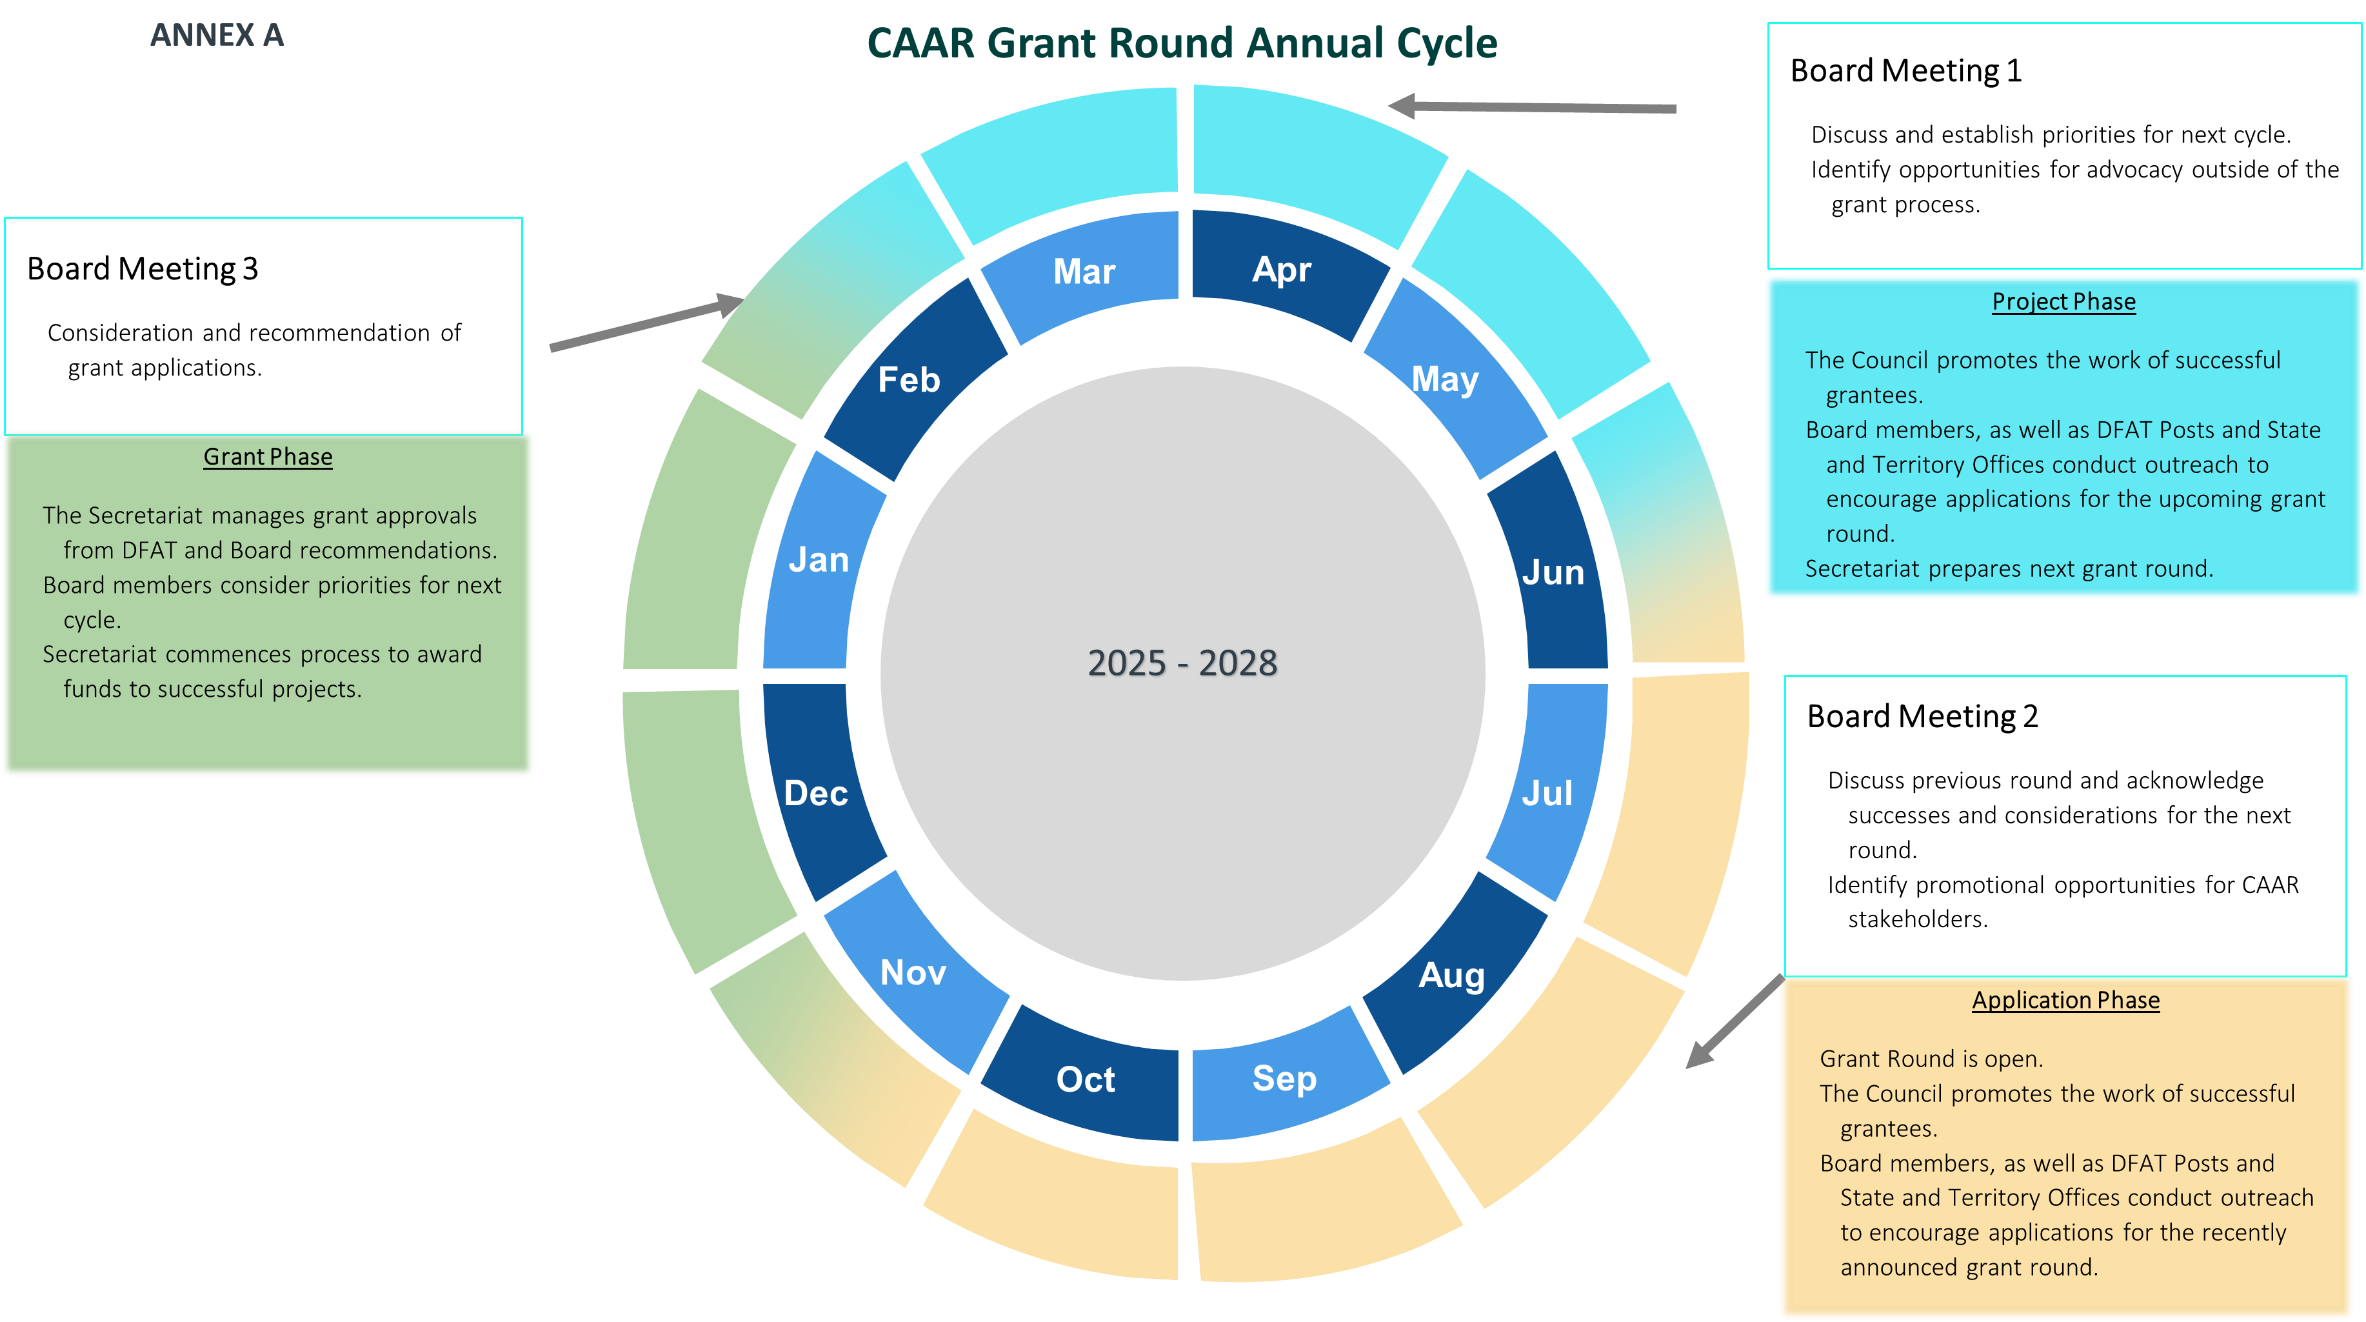 ANNEX A
CAAR Grant Round Annual Cycle
Board Meeting 1
Discuss and establish priorities for next cycle.
Identify opportunities for advocacy outside of the
grant process.
Project Phase
The Council promotes the work of successful
grantees.
Board members, as well as DFAT Posts and State
and Territory Offices conduct outreach to
encourage applications for the upcoming grant
round.
Secretariat prepares next grant round.
Board Meeting 2
Discuss previous round and acknowledge
successes and considerations for the next
round.
Identify promotional opportunities for CAAR
stakeholders.
Application Phase
Grant Round is open.
The Council promotes the work of successful
grantees.
Board members, as well as DFAT Posts and
State and Territory Offices conduct outreach
to encourage applications for the recently
announced grant round.
Board Meeting 3
Consideration and recommendation of
grant applications.
Grant Phase
The Secretariat manages grant approvals
from DFAT and Board recommendations.
Board members consider priorities for next
cycle.
Secretariat commences process to award
funds to successful projects.
Apr
May
Jun
Jul
Aug
Sep
Oct
Nov
Dec
Jan
Feb
Mar
2025 - 2028